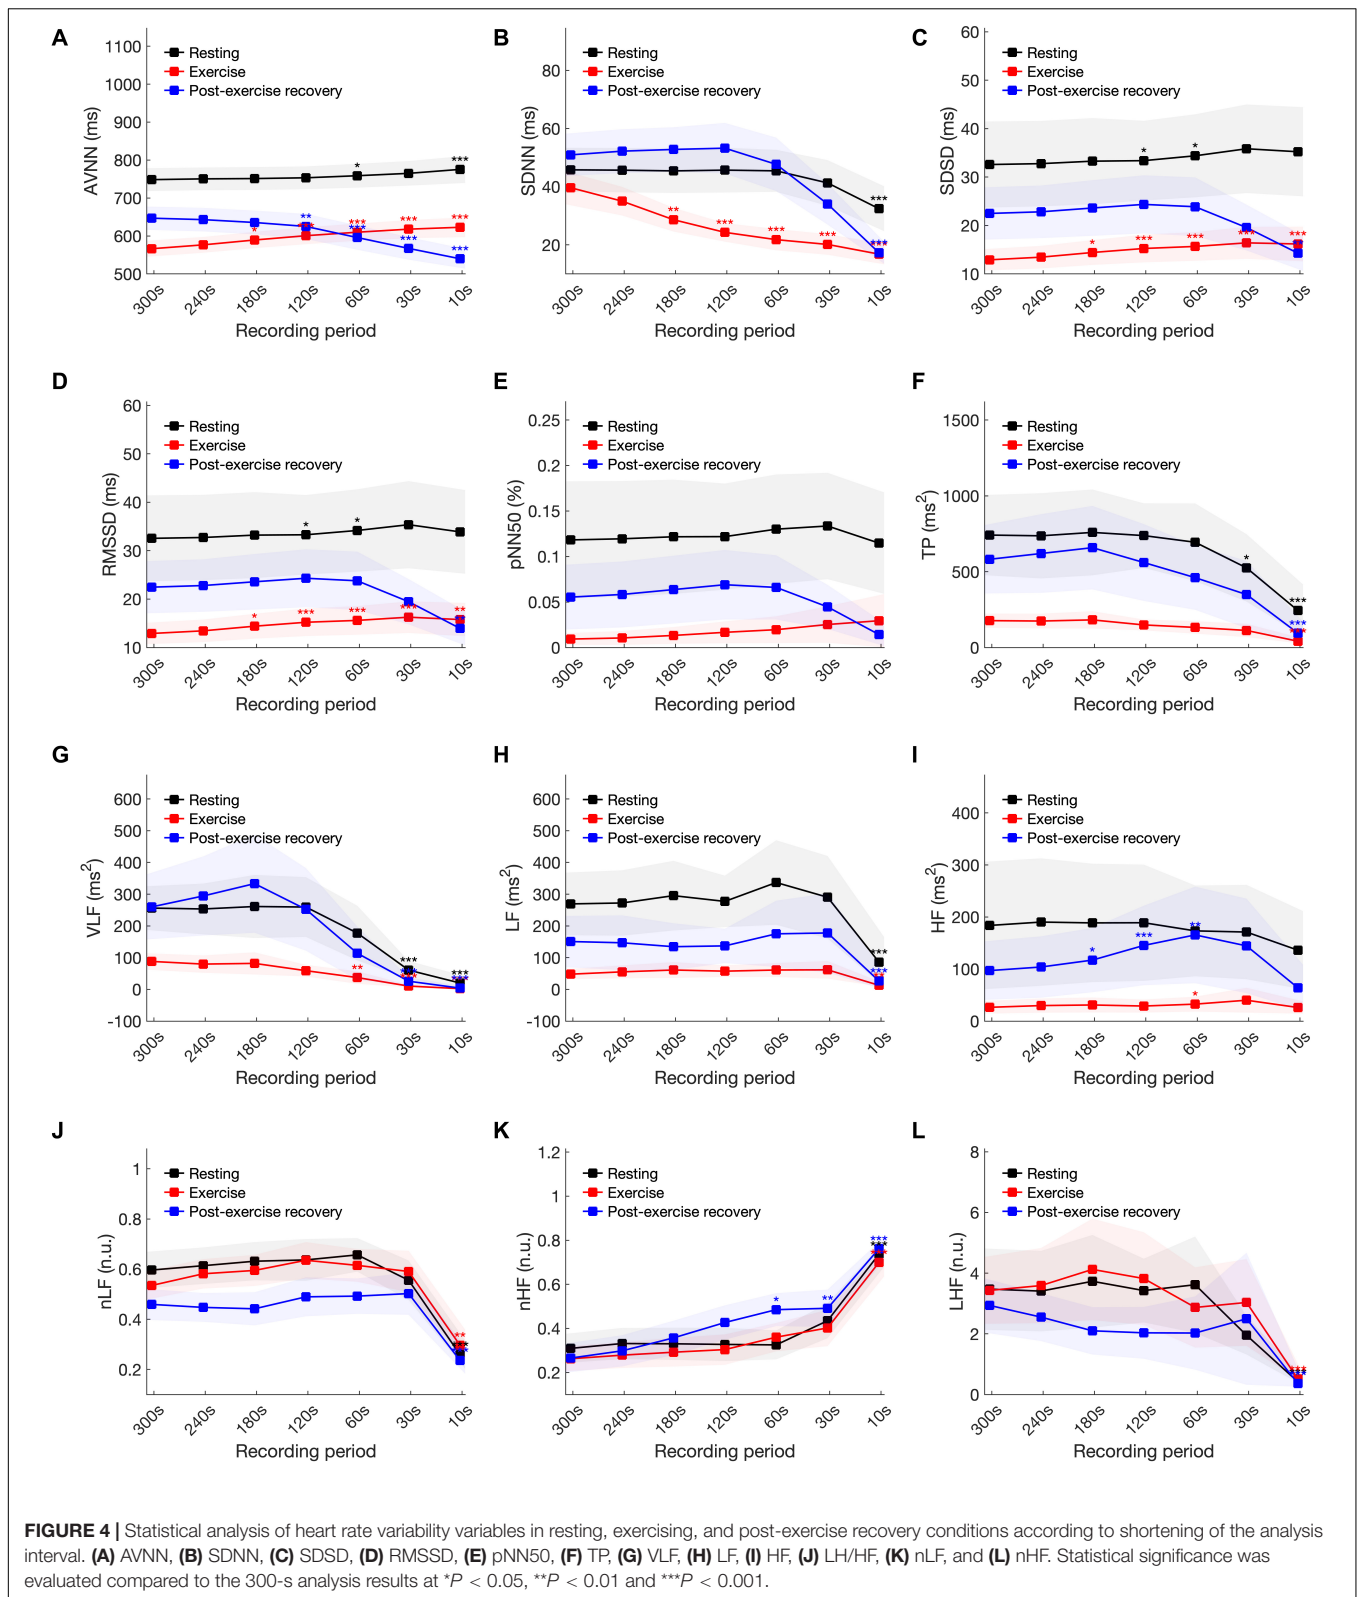 A
AVNN (ms)
1100
1000
900
800
700
600
500
Resting
Exercise
Post-exercise recovery
*
***
*
**
***
***
***
***
***
***
300s 240s 180s 120s 60s 30s 10s
Recording period
B
SDNN (ms)
80
60
40
20
Resting
Exercise
Post-exercise recovery
***
**
***
***
***
***
300s 240s 180s 120s 60s 30s 10s
Recording period
C
SDSD (ms)
60
50
40
30
20
10
Resting
Exercise
Post-exercise recovery
*
*
*
***
***
***
***
300s 240s 180s 120s 60s 30s 10s
Recording period
D
RMSSD (ms)
60
50
40
30
20
10
Resting
Exercise
Post-exercise recovery
*
*
*
***
***
***
**
300s 240s 180s 120s 60s 30s 10s
Recording period
E
pNN50 (%)
0.25
0.2
0.15
0.1
0.05
0
Resting
Exercise
Post-exercise recovery
300s 240s 180s 120s 60s 30s 10s
Recording period
F
TP (ms²)
1500
1000
500
0
Resting
Exercise
Post-exercise recovery
*
***
***
***
300s 240s 180s 120s 60s 30s 10s
Recording period
G
VLF (ms²)
600
500
400
300
200
100
0
-100
Resting
Exercise
Post-exercise recovery
**
***
***
***
***
300s 240s 180s 120s 60s 30s 10s
Recording period
H
LF (ms²)
600
500
400
300
200
100
0
-100
Resting
Exercise
Post-exercise recovery
***
***
**
300s 240s 180s 120s 60s 30s 10s
Recording period
I
HF (ms²)
400
300
200
100
0
Resting
Exercise
Post-exercise recovery
*
***
**
*
300s 240s 180s 120s 60s 30s 10s
Recording period
J
nLF (n.u.)
1
0.8
0.6
0.4
0.2
Resting
Exercise
Post-exercise recovery
**
300s 240s 180s 120s 60s 30s 10s
Recording period
K
nHF (n.u.)
1.2
1
0.8
0.6
0.4
0.2
Resting
Exercise
Post-exercise recovery
*
**
***
***
***
300s 240s 180s 120s 60s 30s 10s
Recording period
L
LHF (n.u.)
8
6
4
2
0
Resting
Exercise
Post-exercise recovery
***
***
300s 240s 180s 120s 60s 30s 10s
Recording period
FIGURE 4 | Statistical analysis of heart rate variability variables in resting, exercising, and post-exercise recovery conditions according to shortening of the analysis
interval. (A) AVNN, (B) SDNN, (C) SDSD, (D) RMSSD, (E) pNN50, (F) TP, (G) VLF, (H) LF, (I) HF, (J) LH/HF, (K) nLF, and (L) nHF. Statistical significance was
evaluated compared to the 300-s analysis results at *P < 0.05, **P < 0.01 and ***P < 0.001.